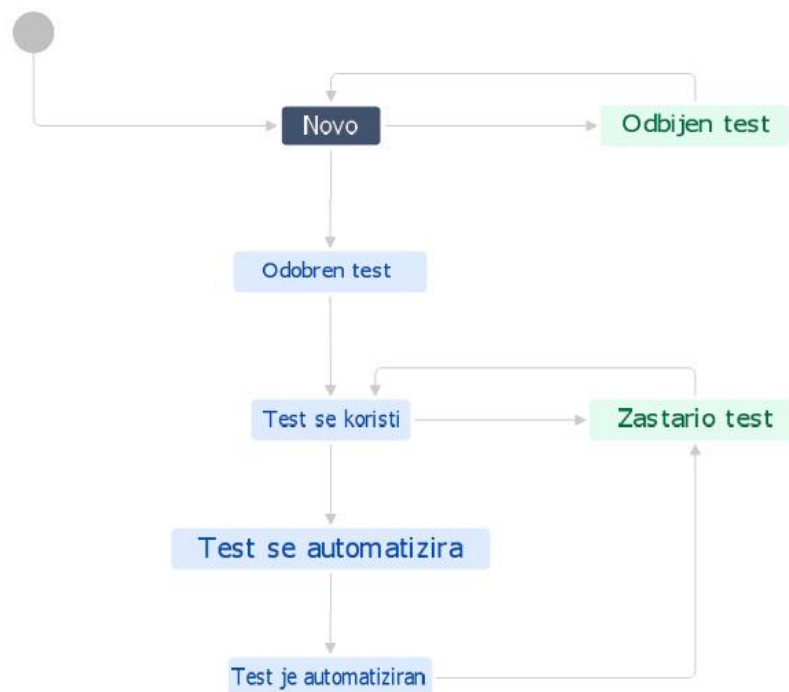 Novo
Odbijen test
Odobren test
Test se koristi
Zastario test
Test se automatizira
Test je automatiziran